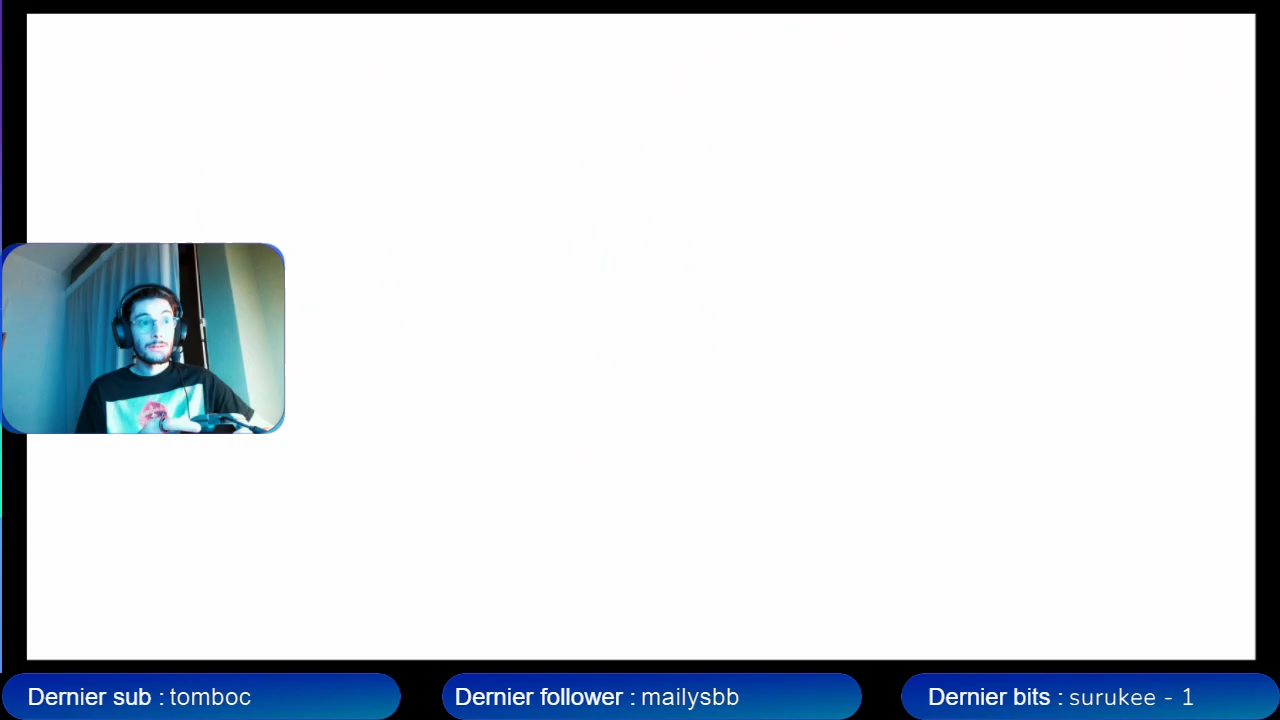 Dernier sub : tomboc
Dernier follower : mailysbb
Dernier bits : surukee - 1